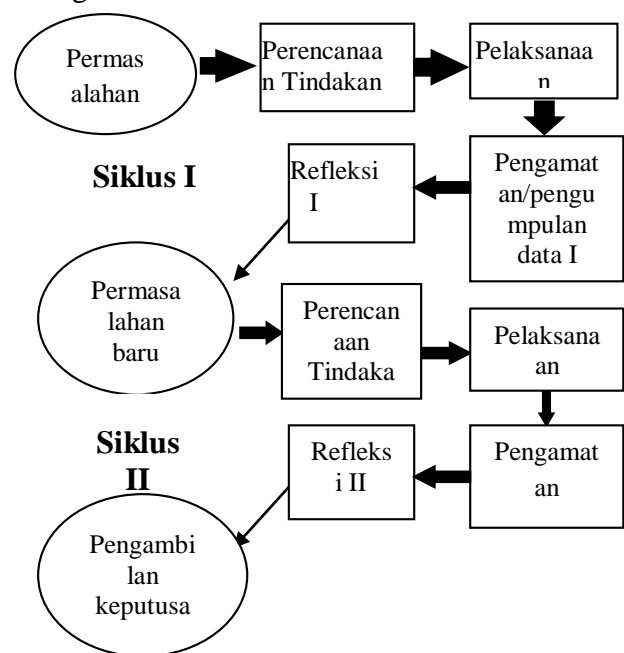 Permas
alahan
Perencanaa
n Tindakan
Pelaksanaa
n
Siklus I
Refleksi
I
Pengamat
an/pengu
mpulan
data I
Permasa
lahan
baru
Perencan
aan
Tindaka
Pelaksana
an
Siklus
II
Refleks
i II
Pengamat
an
Pengambi
lan
keputusa